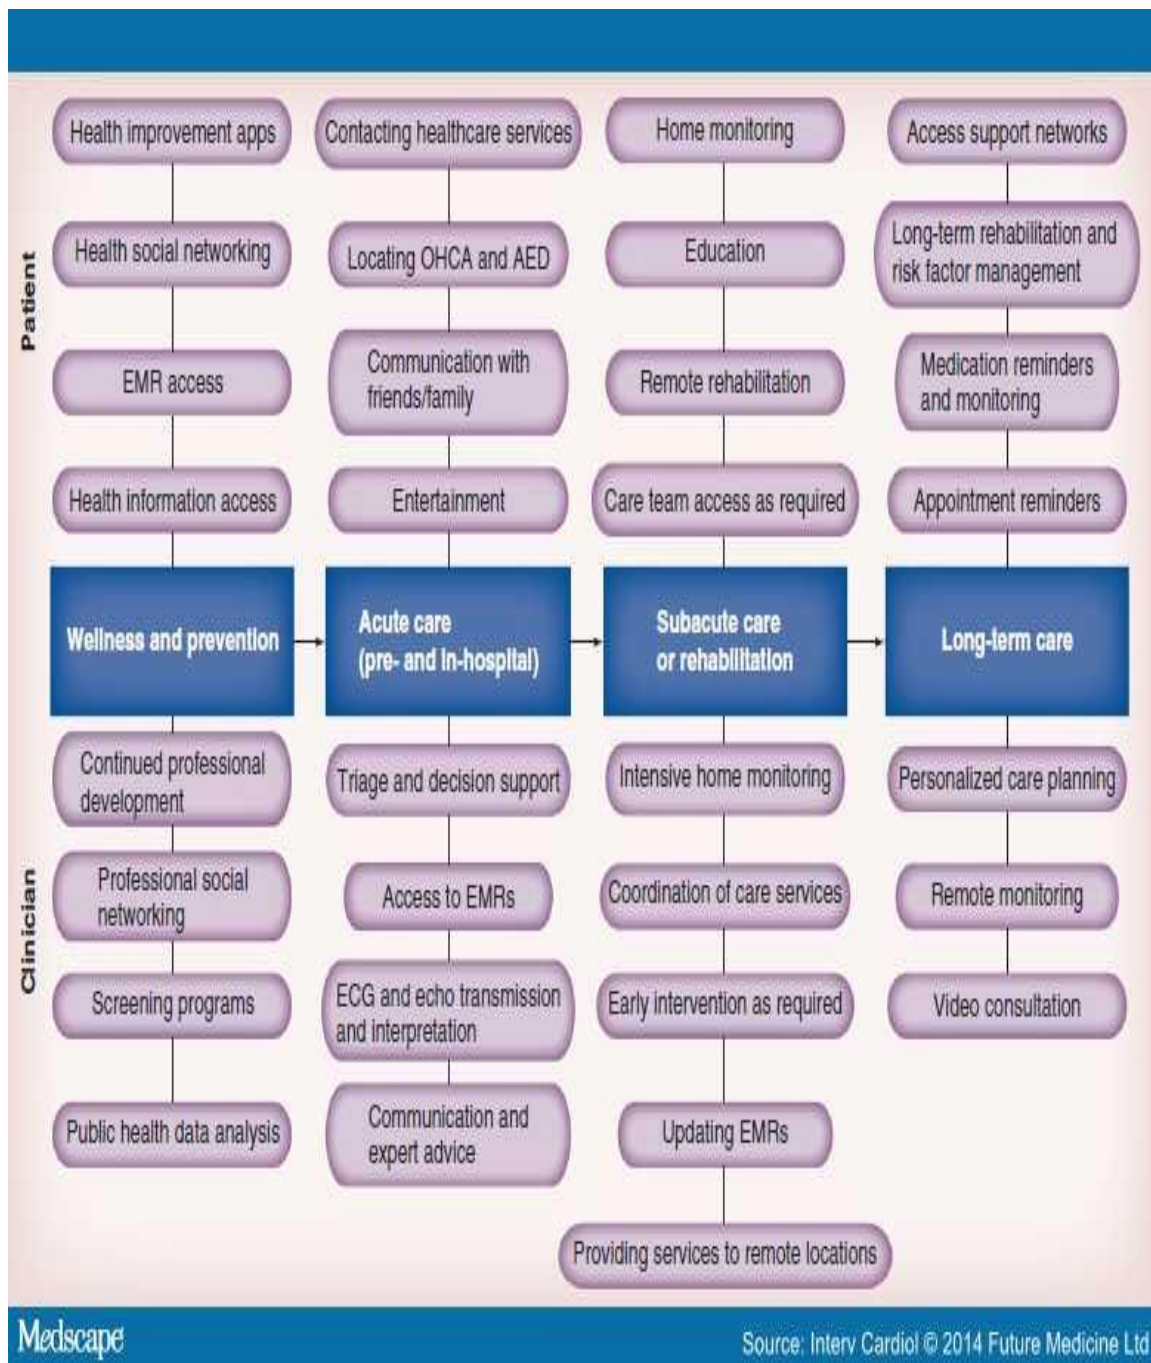 Health improvement apps
Contacting healthcare services
Home monitoring
Access support networks
Health social networking
Locating OHCA and AED
Education
Long-term rehabilitation and
risk factor management
Patient
EMR access
Communication with
friends/family
Remote rehabilitation
Medication reminders
and monitoring
Health information access
Entertainment
Care team access as required
Appointment reminders
Wellness and prevention
Acute care
(pre- and in-hospital)
Subacute care
or rehabilitation
Long-term care
Continued professional
development
Triage and decision support
Intensive home monitoring
Personalized care planning
Professional social
networking
Access to EMRs
Coordination of care services
Remote monitoring
Clinician
Screening programs
ECG and echo transmission
and interpretation
Early intervention as required
Video consultation
Public health data analysis
Communication and
expert advice
Updating EMRs
Providing services to remote locations
Medscape
Source: Interv Cardiol © 2014 Future Medicine Ltd